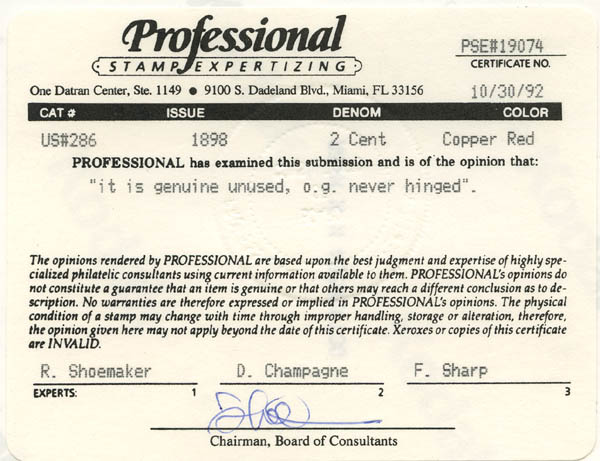 Professional
STAMP EXPERTIZING
PSE#19074
CERTIFICATE NO.
One Datran Center, Ste. 1149 ● 9100 S. Dadeland Blvd., Miami, FL 33156
10/30/92
CAT # ISSUE DENOM COLOR
US#286 1898 2 Cent Copper Red
PROFESSIONAL has examined this submission and is of the opinion that:
"it is genuine unused, o.g. never hinged".
The opinions rendered by PROFESSIONAL are based upon the best judgment and expertise of highly spe-
cialized philatelic consultants using current information available to them. PROFESSIONAL's opinions do
not constitute a guarantee that an item is genuine or that others may reach a different conclusion as to de-
scription. No warranties are therefore expressed or implied in PROFESSIONAL's opinions. The physical
condition of a stamp may change with time through improper handling, storage or alteration, therefore,
the opinion given here may not apply beyond the date of this certificate. Xeroxes or copies of this certificate
are INVALID.
R. Shoemaker D. Champagne F. Sharp
EXPERTS: 1 2 3
Chairman, Board of Consultants